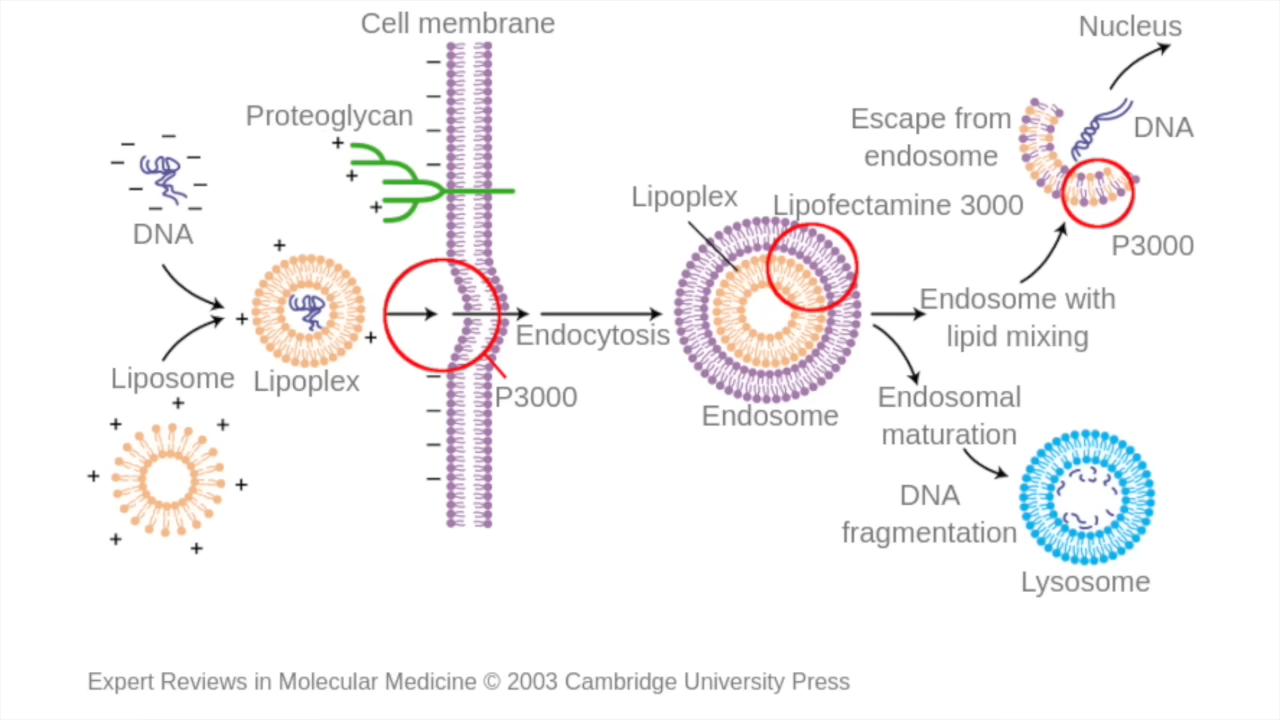 Cell membrane
Nucleus
Proteoglycan
Escape from
endosome
DNA
Lipoplex
Lipofectamine 3000
DNA
P3000
Endosome with
lipid mixing
Endocytosis
Liposome
Lipoplex
P3000
Endosome
Endosomal
maturation
DNA
fragmentation
Lysosome
Expert Reviews in Molecular Medicine © 2003 Cambridge University Press